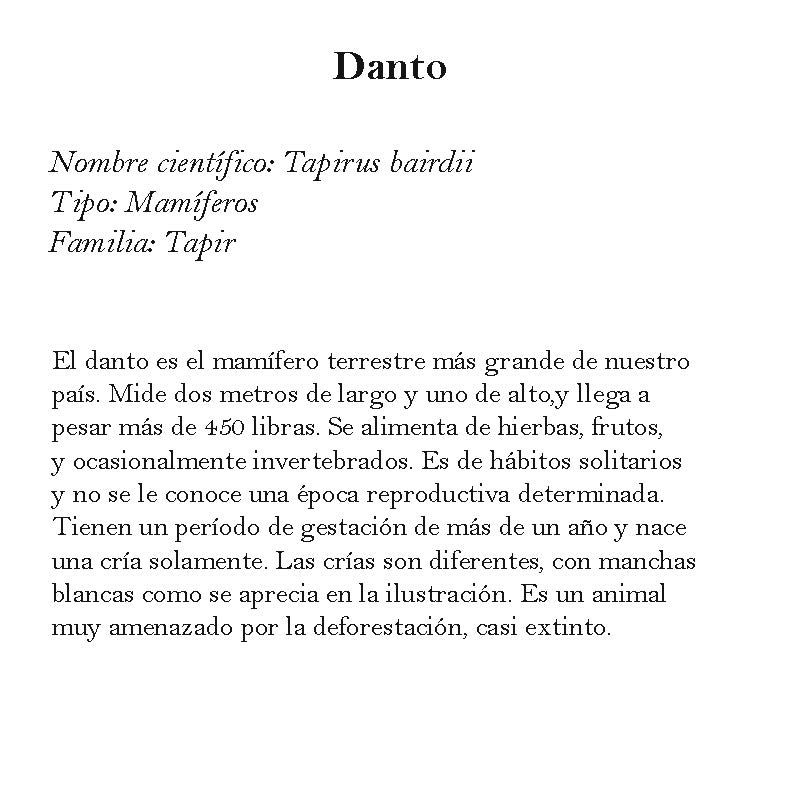 Danto
Nombre científico: Tapirus bairdii
Tipo: Mamíferos
Familia: Tapir
El danto es el mamífero terrestre más grande de nuestro
país. Mide dos metros de largo y uno de alto,y llega a
pesar más de 450 libras. Se alimenta de hierbas, frutos,
y ocasionalmente invertebrados. Es de hábitos solitarios
y no se le conoce una época reproductiva determinada.
Tienen un período de gestación de más de un año y nace
una cría solamente. Las crías son diferentes, con manchas
blancas como se aprecia en la ilustración. Es un animal
muy amenazado por la deforestación, casi extinto.